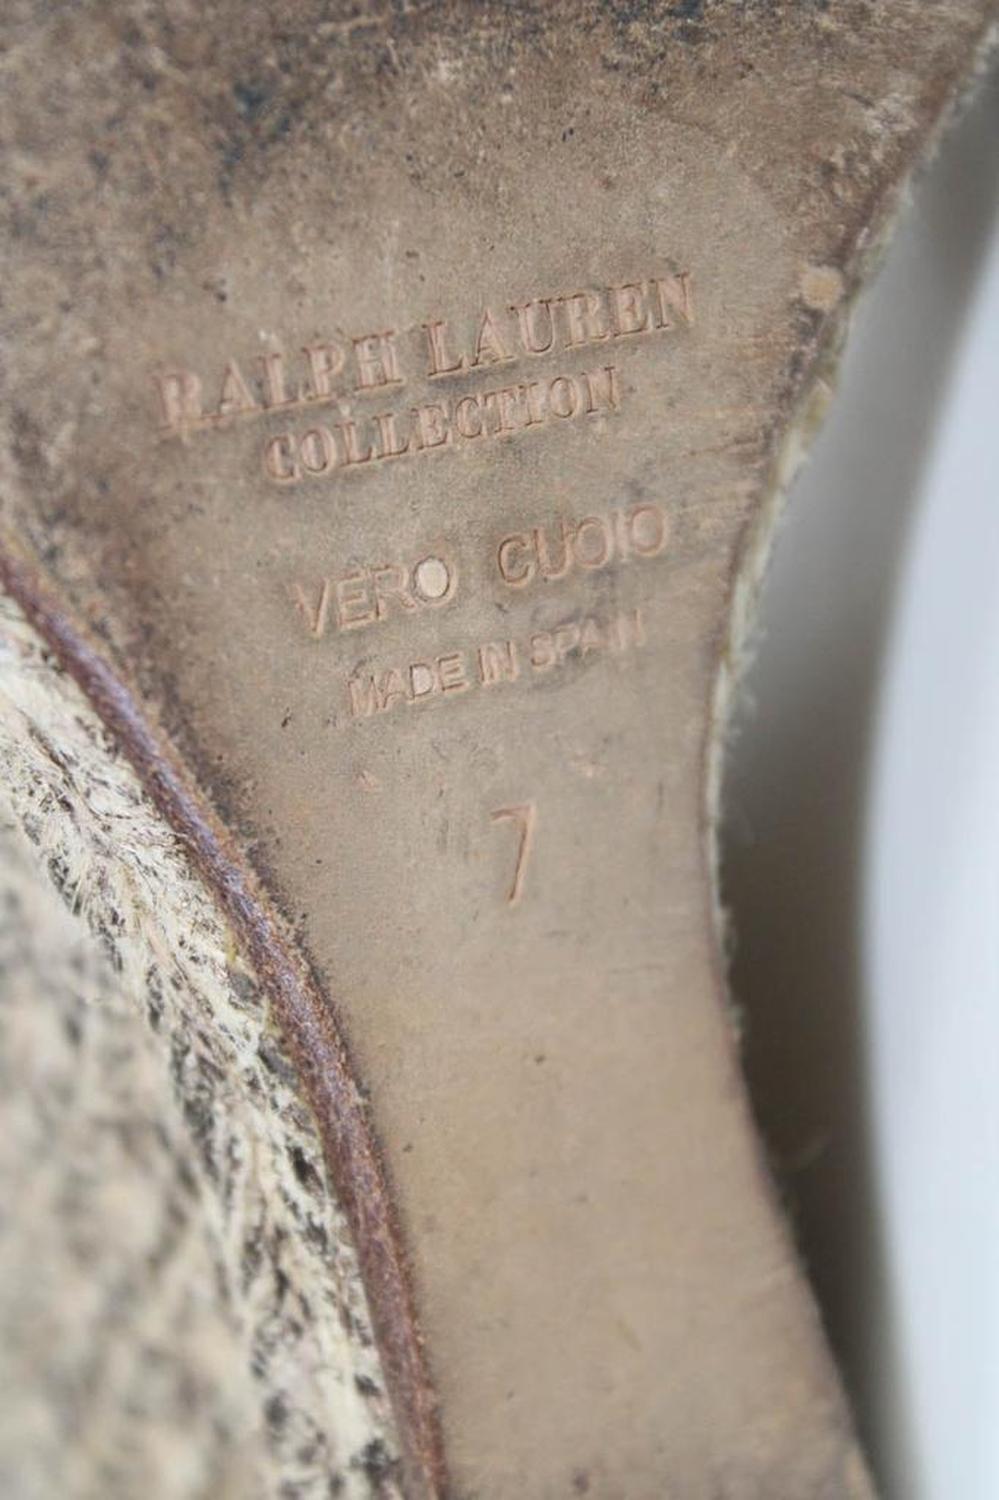 RALPH LAUREN
COLLECTION
VERO CUOIO
MADE IN SPAIN
7